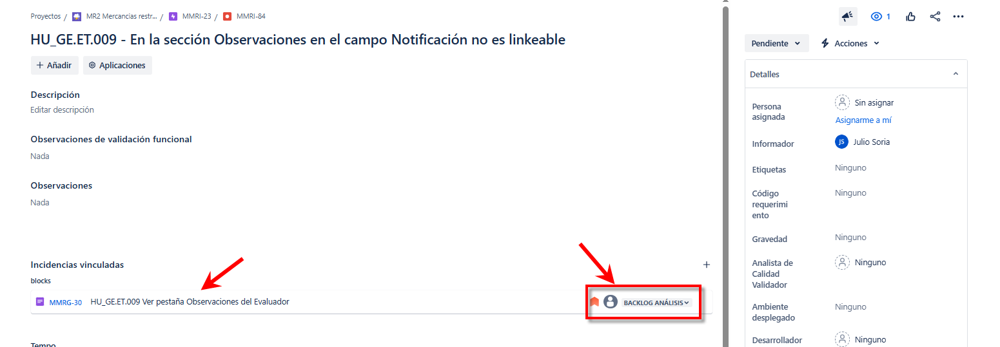 Proyectos / MR2 Mercancias restr... / MMRI-23 / MMRI-84
1
HU_GE.ET.009 - En la sección Observaciones en el campo Notificación no es linkeable
Añadir
Aplicaciones
Descripción
Editar descripción
Observaciones de validación funcional
Nada
Observaciones
Nada
Incidencias vinculadas
blocks
MMRG-30 HU_GE.ET.009 Ver pestaña Observaciones del Evaluador BACKLOG ANÁLISIS
Tempo
Pendiente
Acciones
Detalles
Persona asignada
Sin asignar
Asignarme a mí
Informador
JS Julio Soria
Etiquetas
Ninguno
Código
requerimi
ento
Ninguno
Gravedad
Ninguno
Analista de
Calidad
Validador
Ninguno
Ambiente
desplegado
Ninguno
Desarrollador
Ninguno